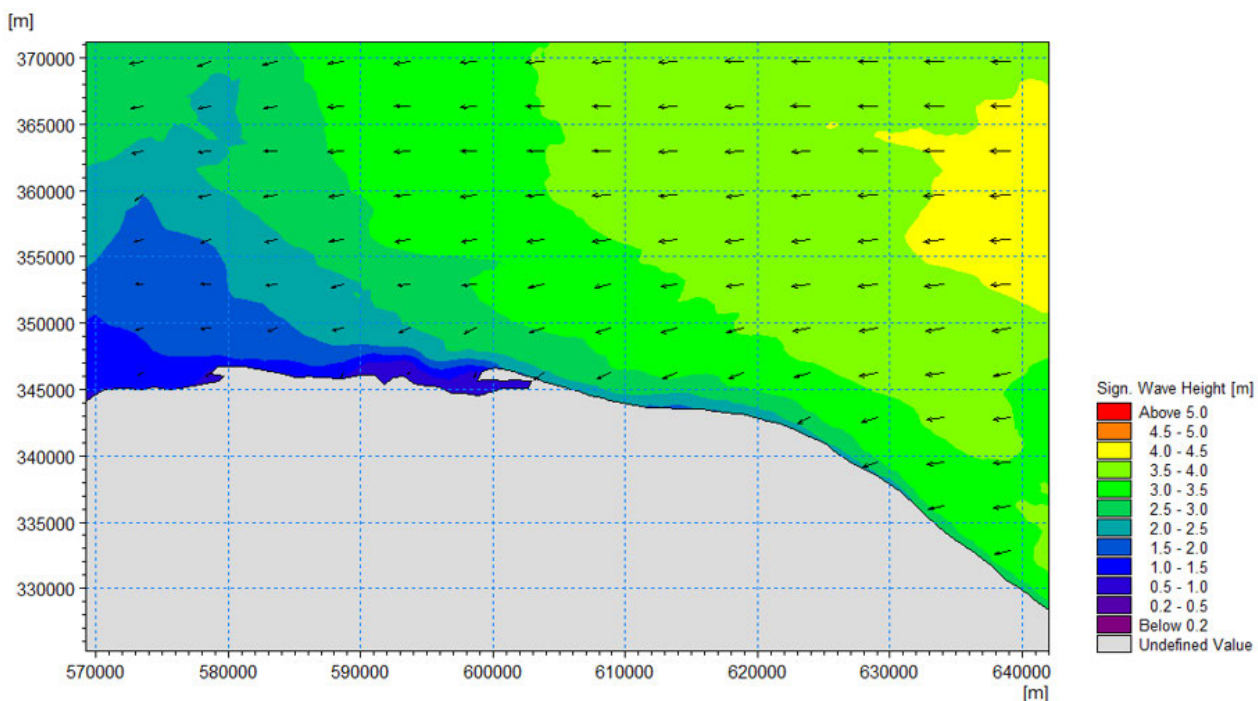 [m]
370000
365000
360000
355000
350000
345000
340000
335000
330000
570000 580000 590000 600000 610000 620000 630000 640000
[m]
Sign. Wave Height [m]
Above 5.0
4.5 - 5.0
4.0 - 4.5
3.5 - 4.0
3.0 - 3.5
2.5 - 3.0
2.0 - 2.5
1.5 - 2.0
1.0 - 1.5
0.5 - 1.0
0.2 - 0.5
Below 0.2
Undefined Value